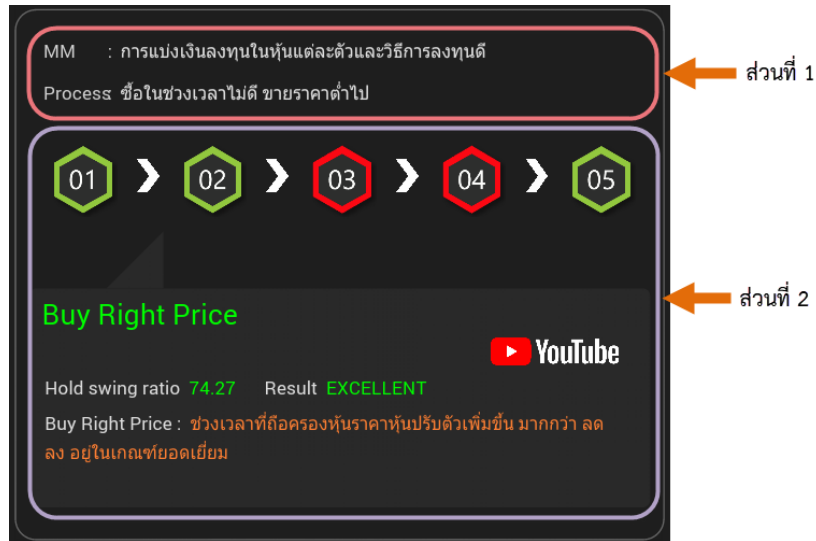 MM : การแบ่งเงินลงทุนในหุ้นแต่ละตัวและวิธีการลงทุนดี
Process: ซื้อในช่วงเวลาไม่ดี ขายราคาต่ำไป
ส่วนที่ 1
01 02 03 04 05
ส่วนที่ 2
Buy Right Price
YouTube
Hold swing ratio 74.27 Result EXCELLENT
Buy Right Price : ช่วงเวลาที่ถือครองหุ้นราคาหุ้นปรับตัวเพิ่มขึ้น มากกว่า ลด
ลง อยู่ในเกณฑ์ยอดเยี่ยม